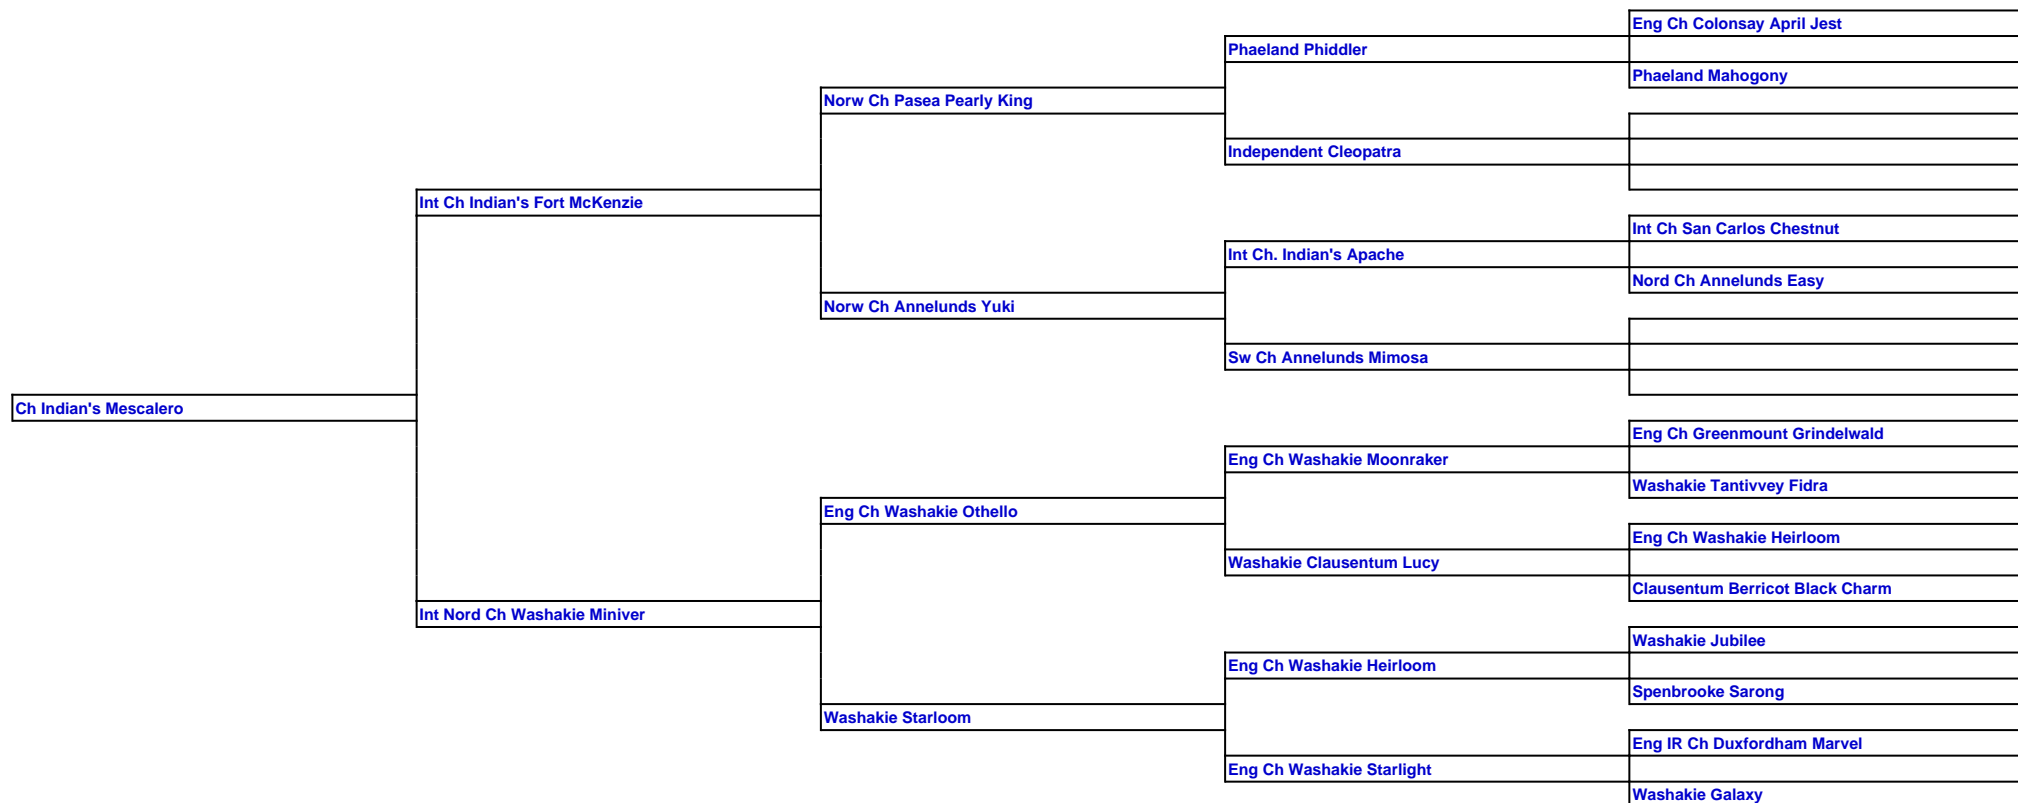 Eng Ch Colonsay April Jest
Phaeland Phiddler
Phaeland Mahogony
Norw Ch Pasea Pearly King
Independent Cleopatra
Int Ch Indian's Fort McKenzie
Int Ch San Carlos Chestnut
Int Ch. Indian's Apache
Nord Ch Annelunds Easy
Norw Ch Annelunds Yuki
Sw Ch Annelunds Mimosa
Ch Indian's Mescalero
Eng Ch Greenmount Grindelwald
Eng Ch Washakie Moonraker
Washakie Tantivvey Fidra
Eng Ch Washakie Othello
Eng Ch Washakie Heirloom
Washakie Clausentum Lucy
Clausentum Berricot Black Charm
Int Nord Ch Washakie Miniver
Washakie Jubilee
Eng Ch Washakie Heirloom
Spenbrooke Sarong
Washakie Starloom
Eng IR Ch Duxfordham Marvel
Eng Ch Washakie Starlight
Washakie Galaxy